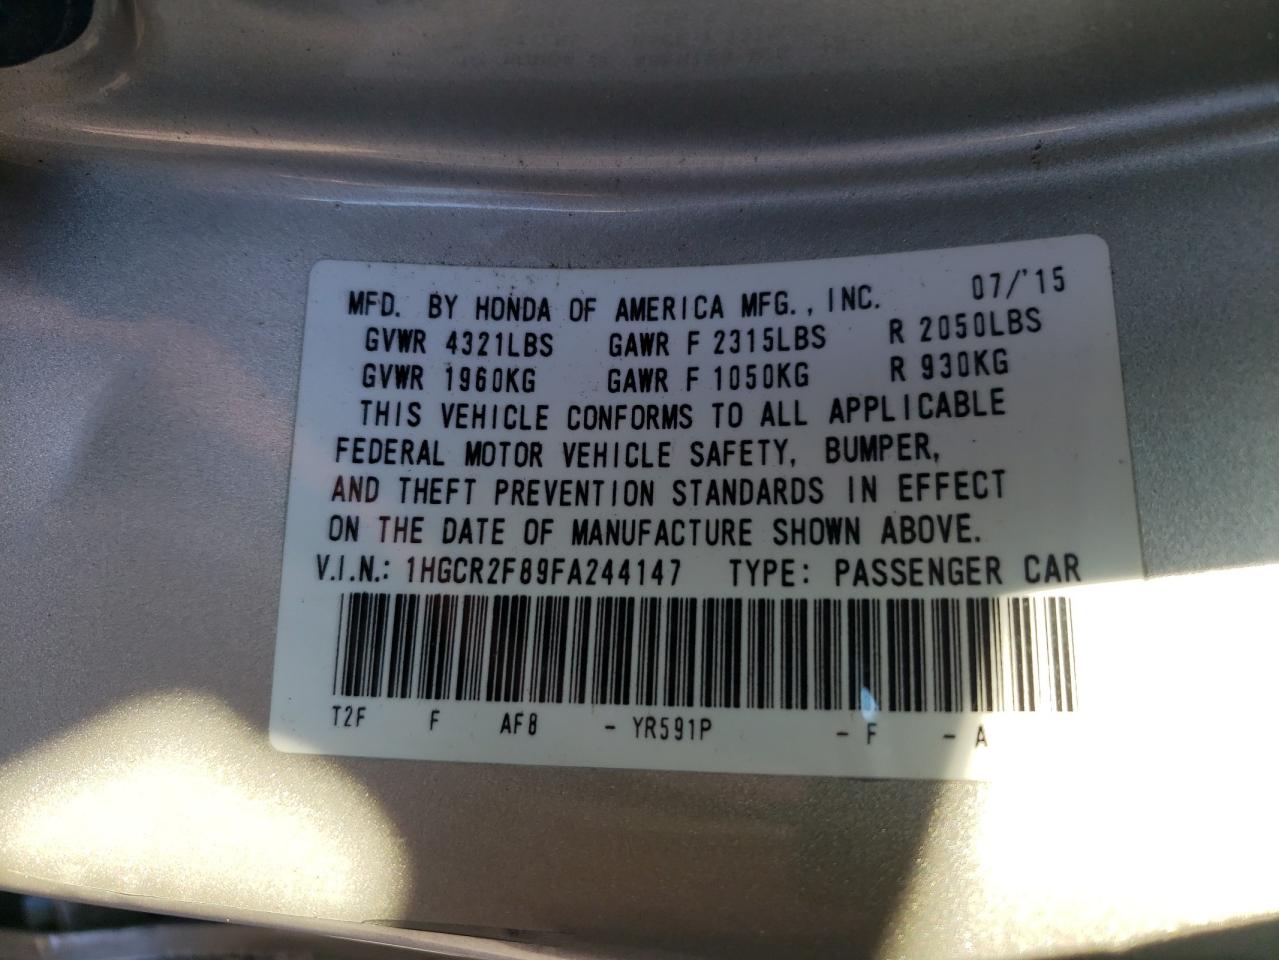 MFD. BY HONDA OF AMERICA MFG., INC. 07/'15
GVWR 4321LBS GAWR F 2315LBS R 2050LBS
GVWR 1960KG GAWR F 1050KG R 930KG
THIS VEHICLE CONFORMS TO ALL APPLICABLE
FEDERAL MOTOR VEHICLE SAFETY, BUMPER,
AND THEFT PREVENTION STANDARDS IN EFFECT
ON THE DATE OF MANUFACTURE SHOWN ABOVE.
V.I.N.: 1HGCR2F89FA244147 TYPE: PASSENGER CAR
T2F F AF8 - YR591P - F - A